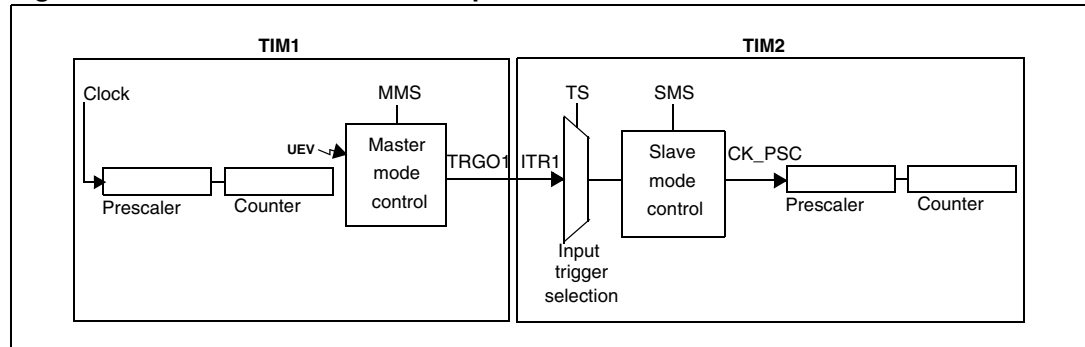 TIM1
TIM2
Clock
MMS
TS
SMS
UEV
Master
mode
control
TRGO1
ITR1
Slave
mode
control
CK_PSC
Prescaler
Counter
Prescaler
Counter
Input
trigger
selection